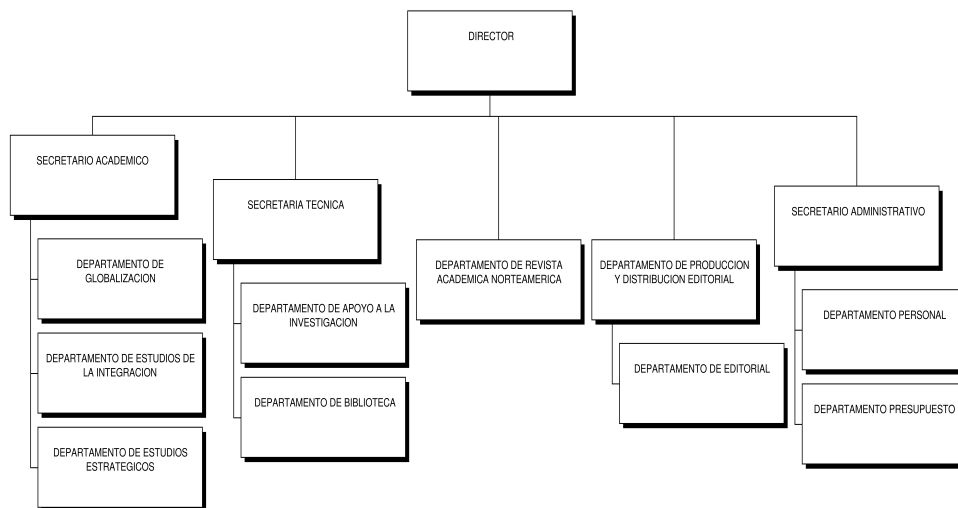 DIRECTOR
SECRETARIO ACADEMICO
DEPARTAMENTO DE
GLOBALIZACION
DEPARTAMENTO DE ESTUDIOS DE
LA INTEGRACION
DEPARTAMENTO DE ESTUDIOS
ESTRATEGICOS
SECRETARIA TECNICA
DEPARTAMENTO DE APOYO A LA
INVESTIGACION
DEPARTAMENTO DE BIBLIOTECA
DEPARTAMENTO DE REVISTA
ACADEMICA NORTEAMERICA
DEPARTAMENTO DE PRODUCCION
Y DISTRIBUCION EDITORIAL
DEPARTAMENTO DE EDITORIAL
SECRETARIO ADMINISTRATIVO
DEPARTAMENTO PERSONAL
DEPARTAMENTO PRESUPUESTO